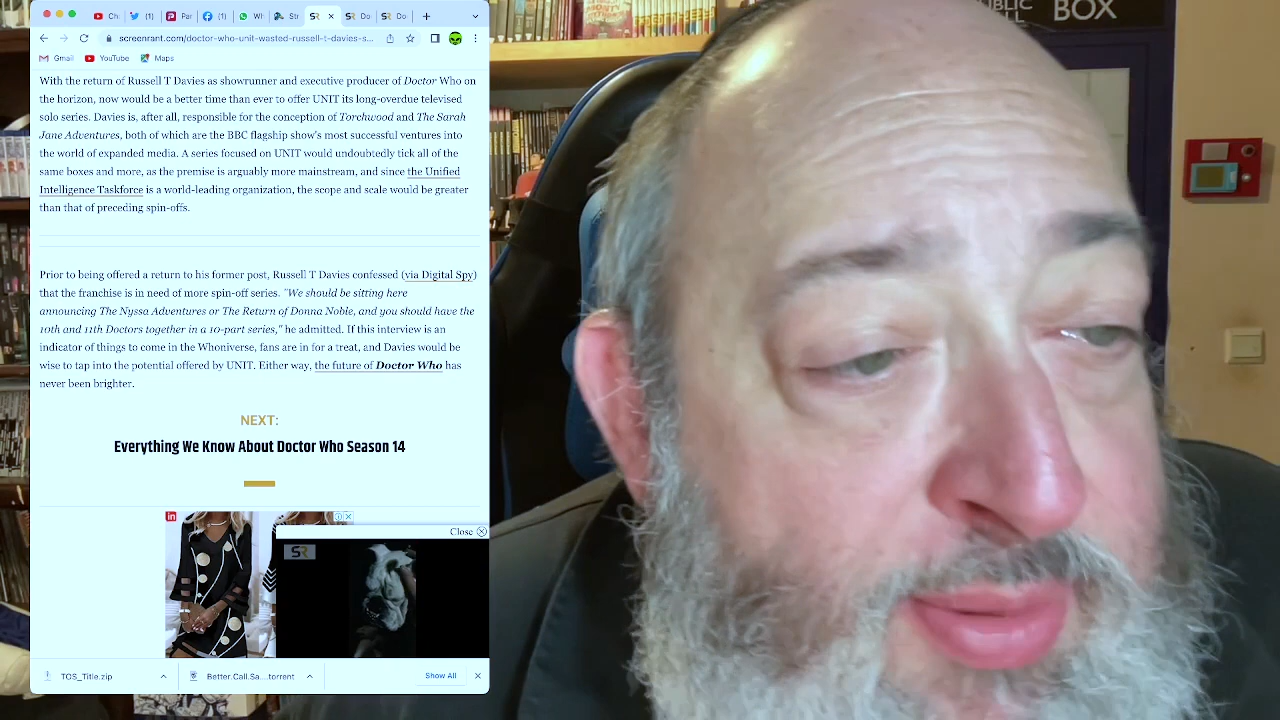 Ch
(1)
Par
(1)
Wh
Str
SR
Do
Do
screenrant.com/doctor-who-unit-wasted-russell-t-davies-s...
Gmail
YouTube
Maps
With the return of Russell T Davies as showrunner and executive producer of Doctor Who on
the horizon, now would be a better time than ever to offer UNIT its long-overdue televised
solo series. Davies is, after all, responsible for the conception of Torchwood and The Sarah
Jane Adventures, both of which are the BBC flagship show's most successful ventures into
the world of expanded media. A series focused on UNIT would undoubtedly tick all of the
same boxes and more, as the premise is arguably more mainstream, and since the Unified
Intelligence Taskforce is a world-leading organization, the scope and scale would be greater
than that of preceding spin-offs.
Prior to being offered a return to his former post, Russell T Davies confessed (via Digital Spy)
that the franchise is in need of more spin-off series. "We should be sitting here
announcing The Nyssa Adventures or The Return of Donna Noble, and you should have the
10th and 11th Doctors together in a 10-part series," he admitted. If this interview is an
indicator of things to come in the Whoniverse, fans are in for a treat, and Davies would be
wise to tap into the potential offered by UNIT. Either way, the future of Doctor Who has
never been brighter.
NEXT:
Everything We Know About Doctor Who Season 14
Close
SR
TGS_Title.zip
Better.Call.Sa....torrent
Show All
BOX